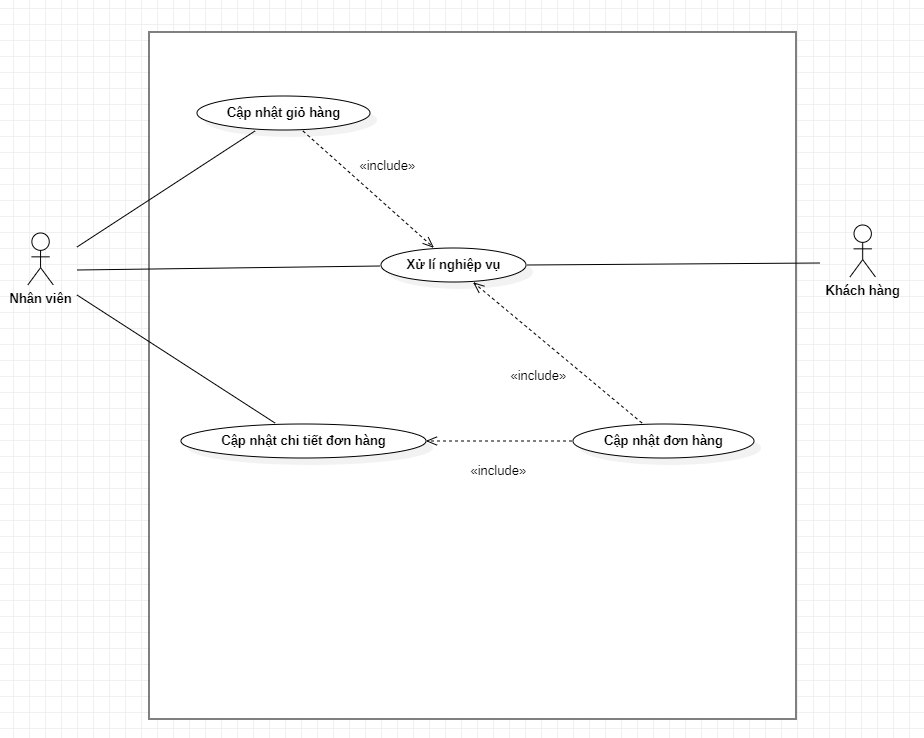 Cập nhật giỏ hàng
«include»
Xử lí nghiệp vụ
Nhân viên
Khách hàng
«include»
Cập nhật chi tiết đơn hàng
Cập nhật đơn hàng
«include»